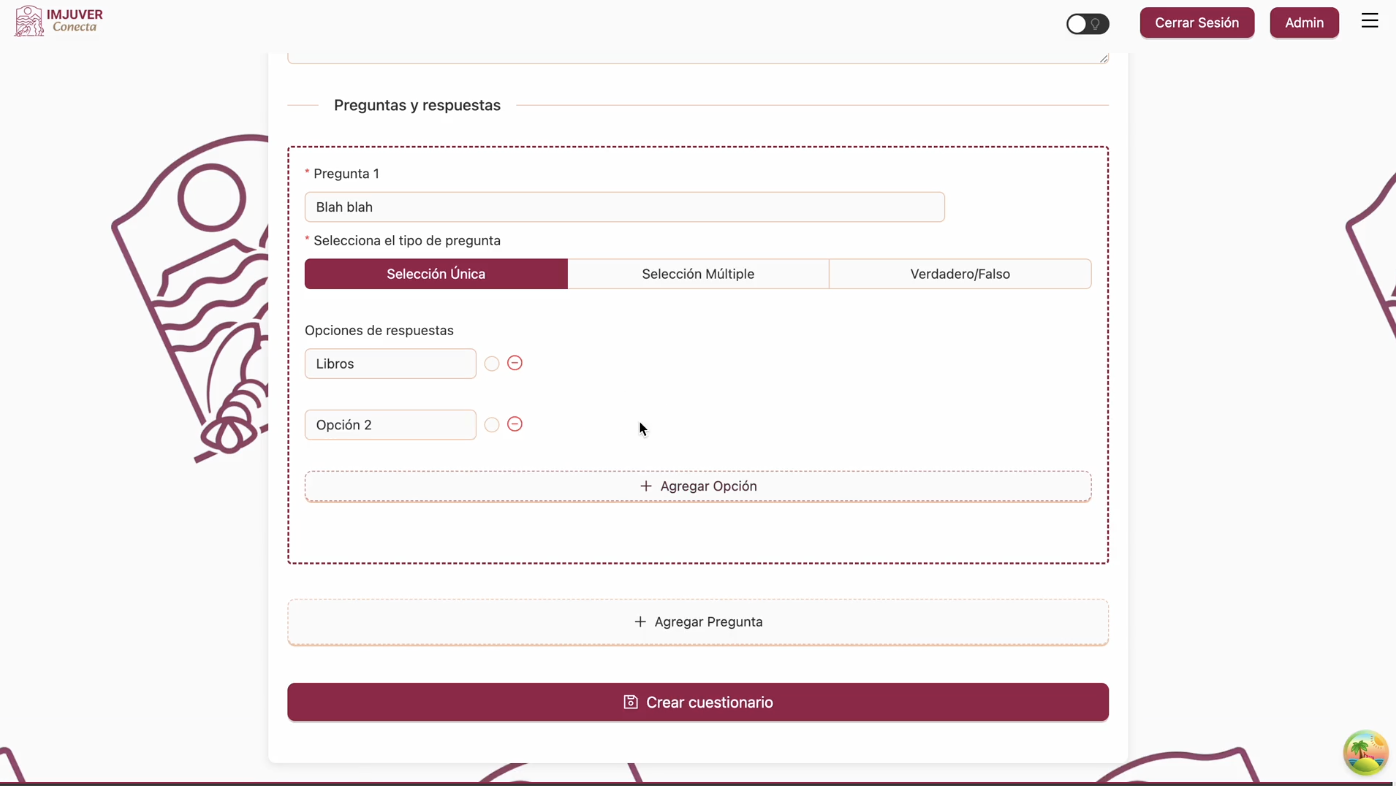 IMJUVER
Conecta
Cerrar Sesión
Admin
Preguntas y respuestas
* Pregunta 1
Blah blah
* Selecciona el tipo de pregunta
Selección Única
Selección Múltiple
Verdadero/Falso
Opciones de respuestas
Libros
Opción 2
+ Agregar Opción
+ Agregar Pregunta
Crear cuestionario